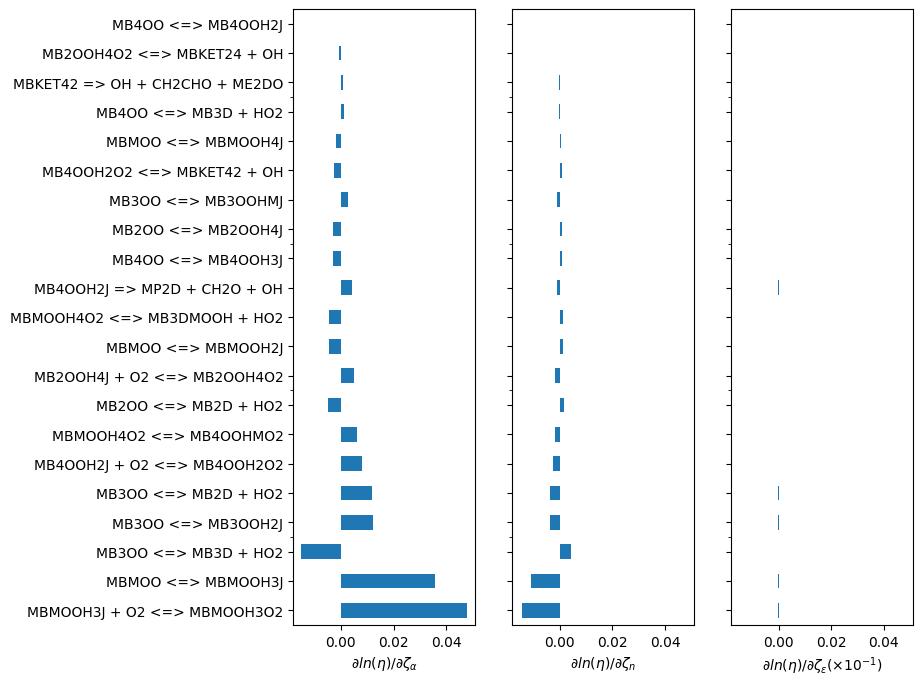 MB4OO <=> MB4OOH2J
MB2OOH4O2 <=> MBKET24 + OH
MBKET42 => OH + CH2CHO + ME2DO
MB4OO <=> MB3D + HO2
MBMOO <=> MBMOOH4J
MB4OOH2O2 <=> MBKET42 + OH
MB3OO <=> MB3OOHMJ
MB2OO <=> MB2OOH4J
MB4OO <=> MB4OOH3J
MB4OOH2J => MP2D + CH2O + OH
MBMOOH4O2 <=> MB3DMOOH + HO2
MBMOO <=> MBMOOH2J
MB2OOH4J + O2 <=> MB2OOH4O2
MB2OO <=> MB2D + HO2
MBMOOH4O2 <=> MB4OOHMO2
MB4OOH2J + O2 <=> MB4OOH2O2
MB3OO <=> MB2D + HO2
MB3OO <=> MB3OOH2J
MB3OO <=> MB3D + HO2
MBMOO <=> MBMOOH3J
MBMOOH3J + O2 <=> MBMOOH3O2
0.00 0.02 0.04 0.00 0.02 0.04 0.00 0.02 0.04
∂ln(η)/∂ζα ∂ln(η)/∂ζn ∂ln(η)/∂ζε(×10⁻¹)